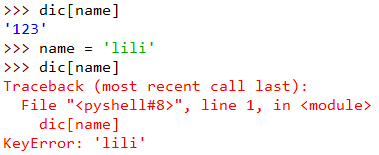 >>> dic[name]
'123'
>>> name = 'lili'
>>> dic[name]
Traceback (most recent call last):
  File "<pyshell#8>", line 1, in <module>
    dic[name]
KeyError: 'lili'